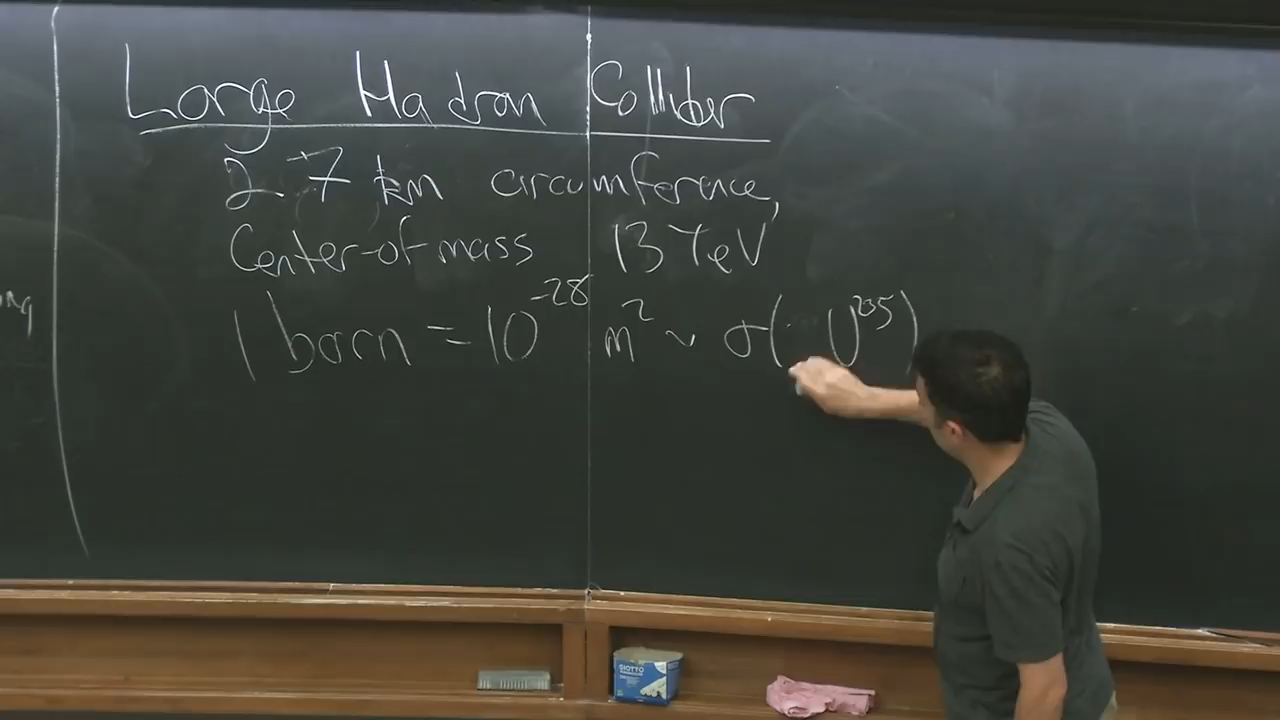 Large Hadron Collider
27 km circumference,
Center-of-mass 13 TeV
1 barn = 10^-28 m^2 ~ σ( U^235)
GIOTTO